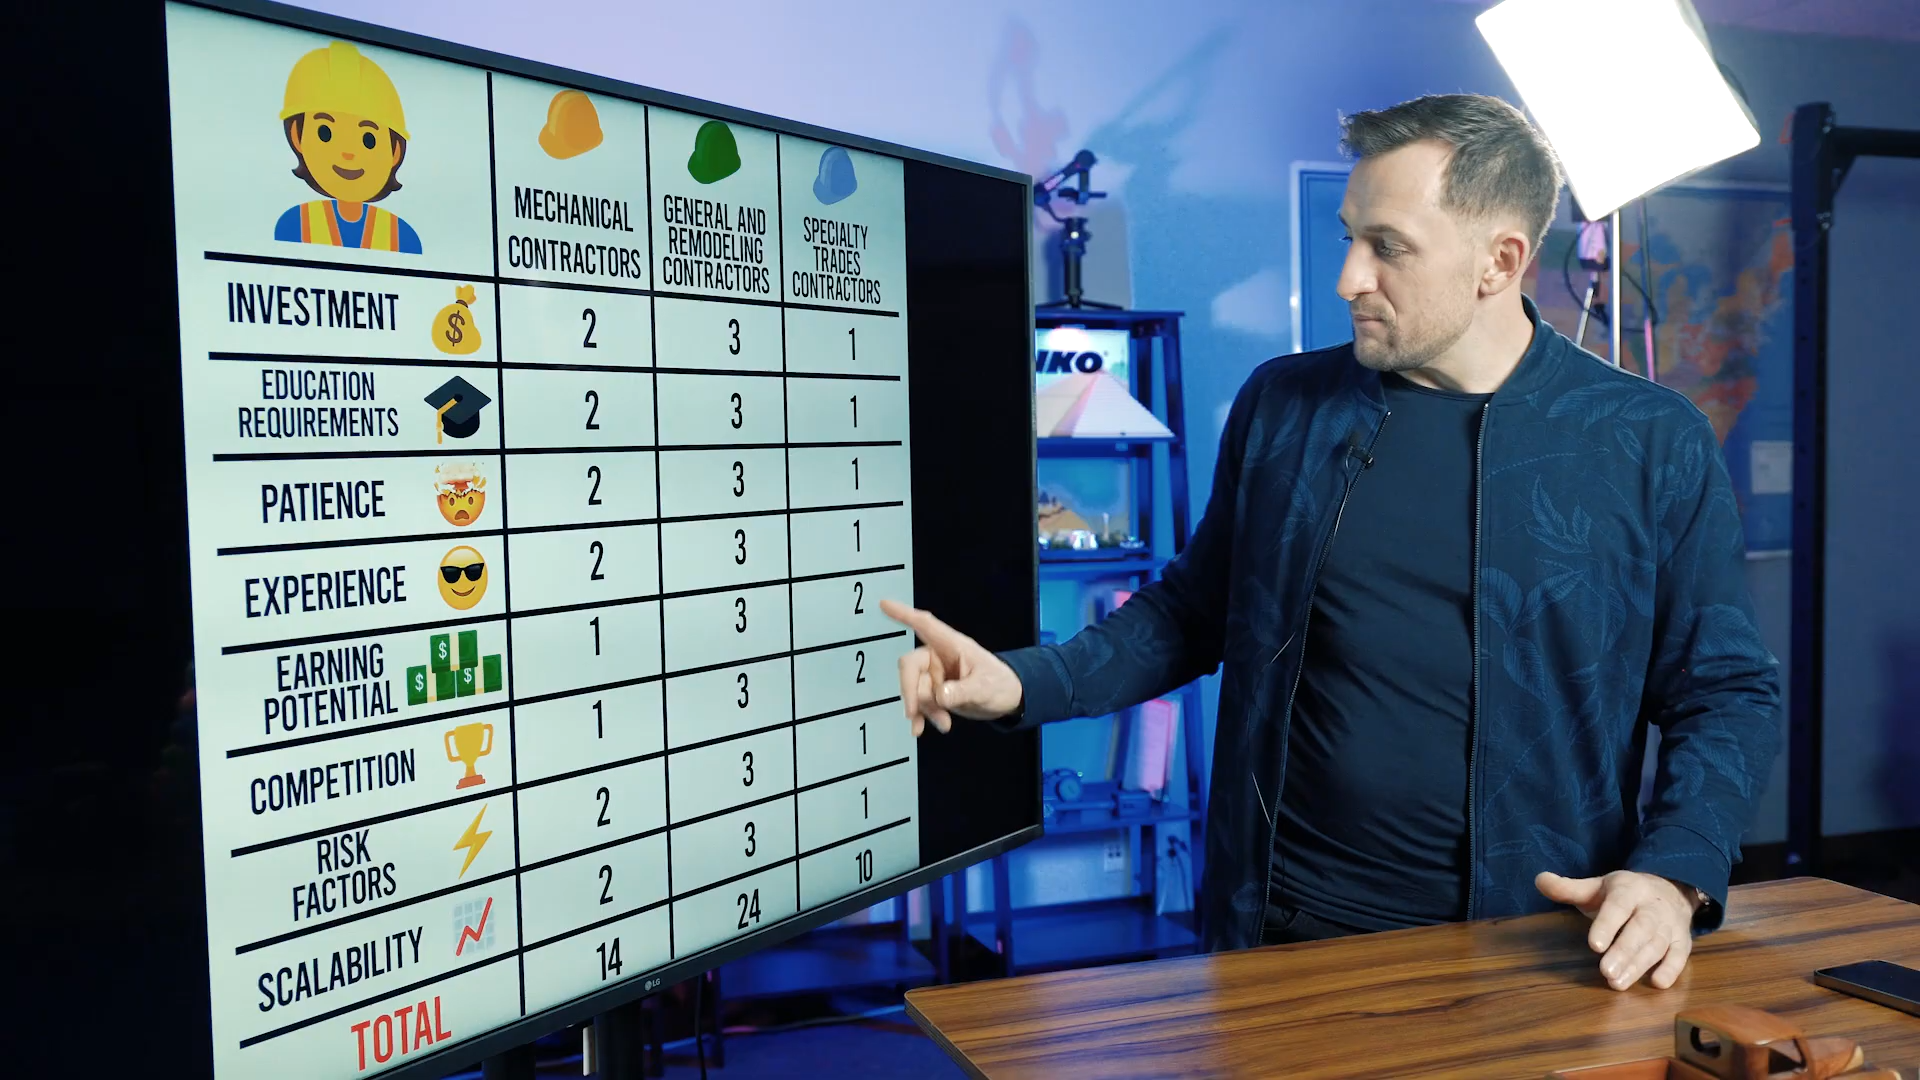 MECHANICAL
CONTRACTORS
GENERAL AND
REMODELING
CONTRACTORS
SPECIALTY
TRADES
CONTRACTORS
INVESTMENT $ 2 3 1
EDUCATION
REQUIREMENTS 2 3 1
PATIENCE 2 3 1
EXPERIENCE 2 3 1
EARNING
POTENTIAL $ $ $ 1 3 2
COMPETITION 1 3 2
RISK
FACTORS 2 3 1
SCALABILITY 2 3 1
TOTAL 14 24 10
LG
IKO